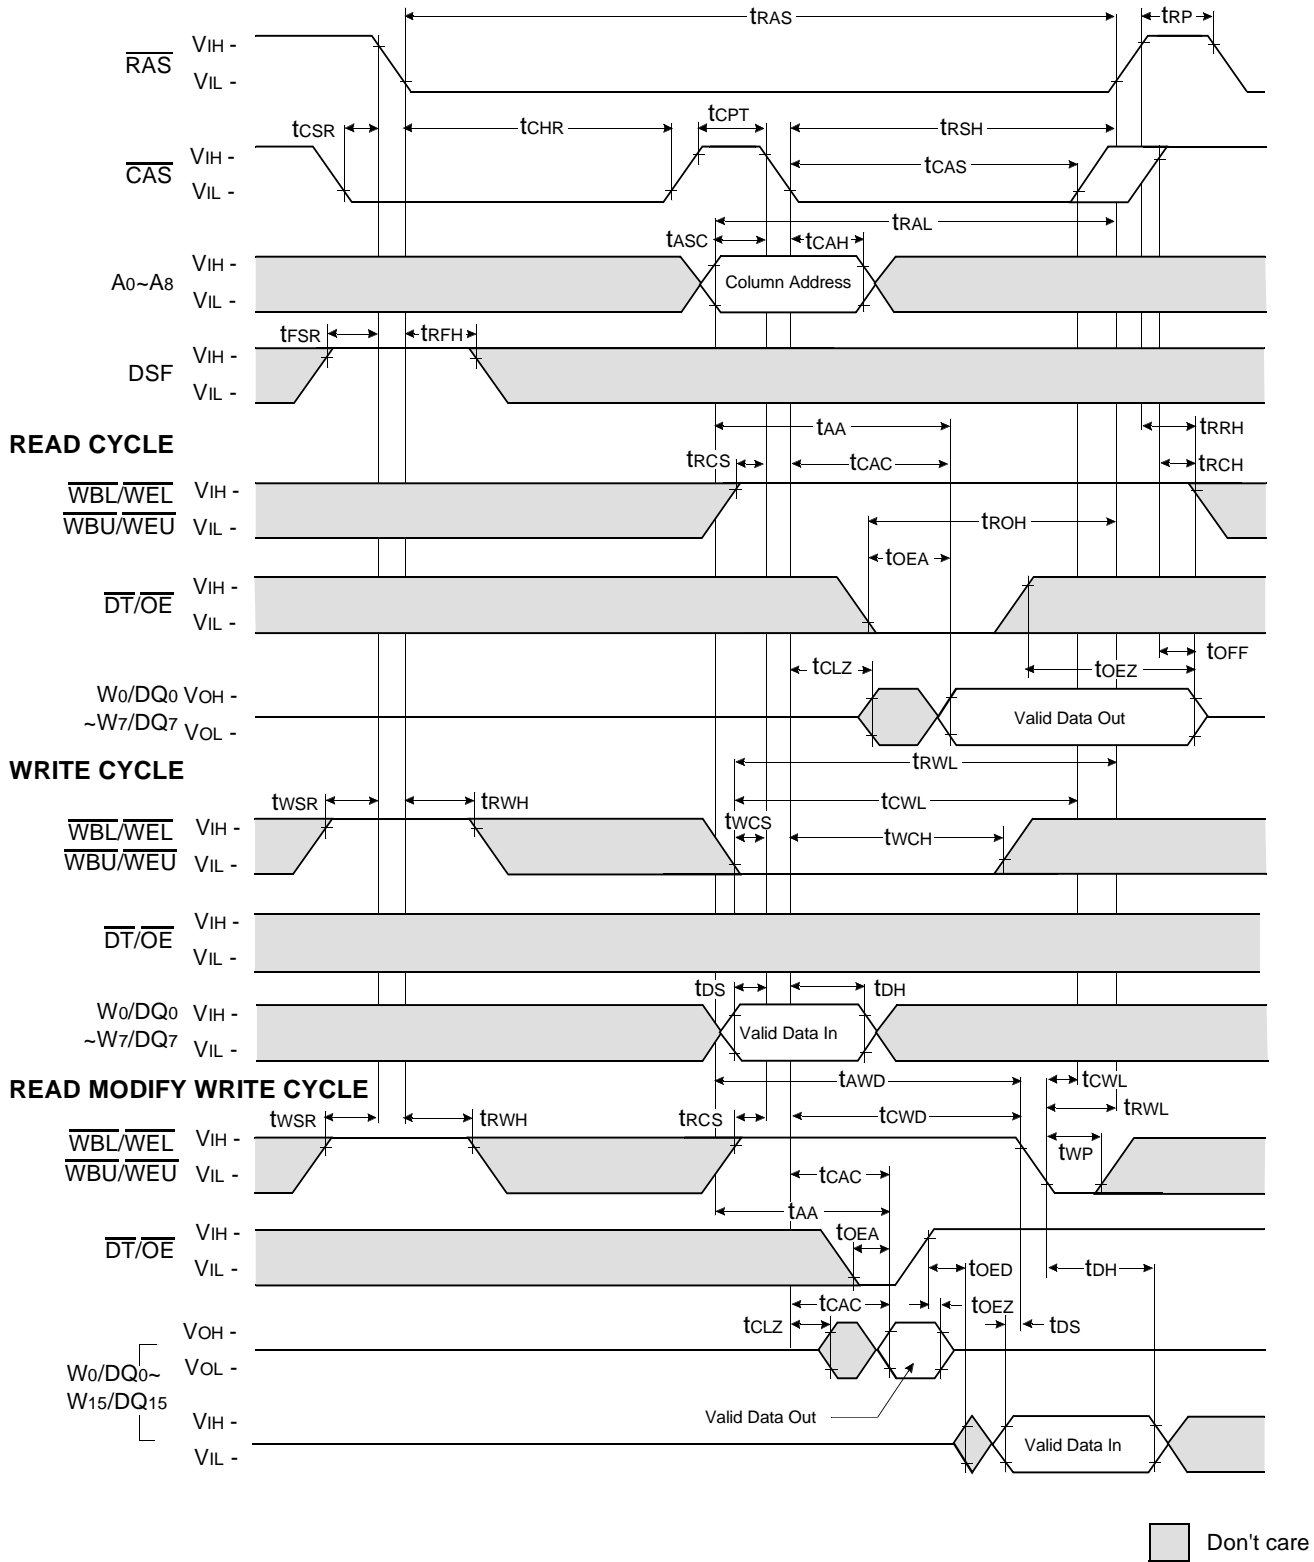 tRAS
tRP
RAS
VIH -
VIL -
tCSR
tCHR
tCPT
tRSH
CAS
VIH -
VIL -
tCAS
tRAL
tASC
tCAH
A0~A8
VIH -
VIL -
Column Address
tFSR
tRFH
DSF
VIH -
VIL -
READ CYCLE
tAA
tRRH
tRCS
tCAC
tRCH
WBL/WEL
WBU/WEU
VIH -
VIL -
tROH
tOEA
DT/OE
VIH -
VIL -
tCLZ
tOEZ
tOFF
W0/DQ0 VOH -
~W7/DQ7 VOL -
Valid Data Out
WRITE CYCLE
tRWL
tWSR
tRWH
tCWL
WBL/WEL
WBU/WEU
VIH -
VIL -
tWCS
tWCH
DT/OE
VIH -
VIL -
tDS
tDH
W0/DQ0 VIH -
~W7/DQ7 VIL -
Valid Data In
READ MODIFY WRITE CYCLE
tAWD
tCWL
tWSR
tRWH
tRCS
tCWD
tRWL
WBL/WEL
WBU/WEU
VIH -
VIL -
tWP
tCAC
tAA
DT/OE
VIH -
VIL -
tOEA
tOED
tDH
tCAC
tOEZ
tCLZ
tDS
VOH -
VOL -
W0/DQ0~
W15/DQ15
Valid Data Out
VIH -
VIL -
Valid Data In
Don't care